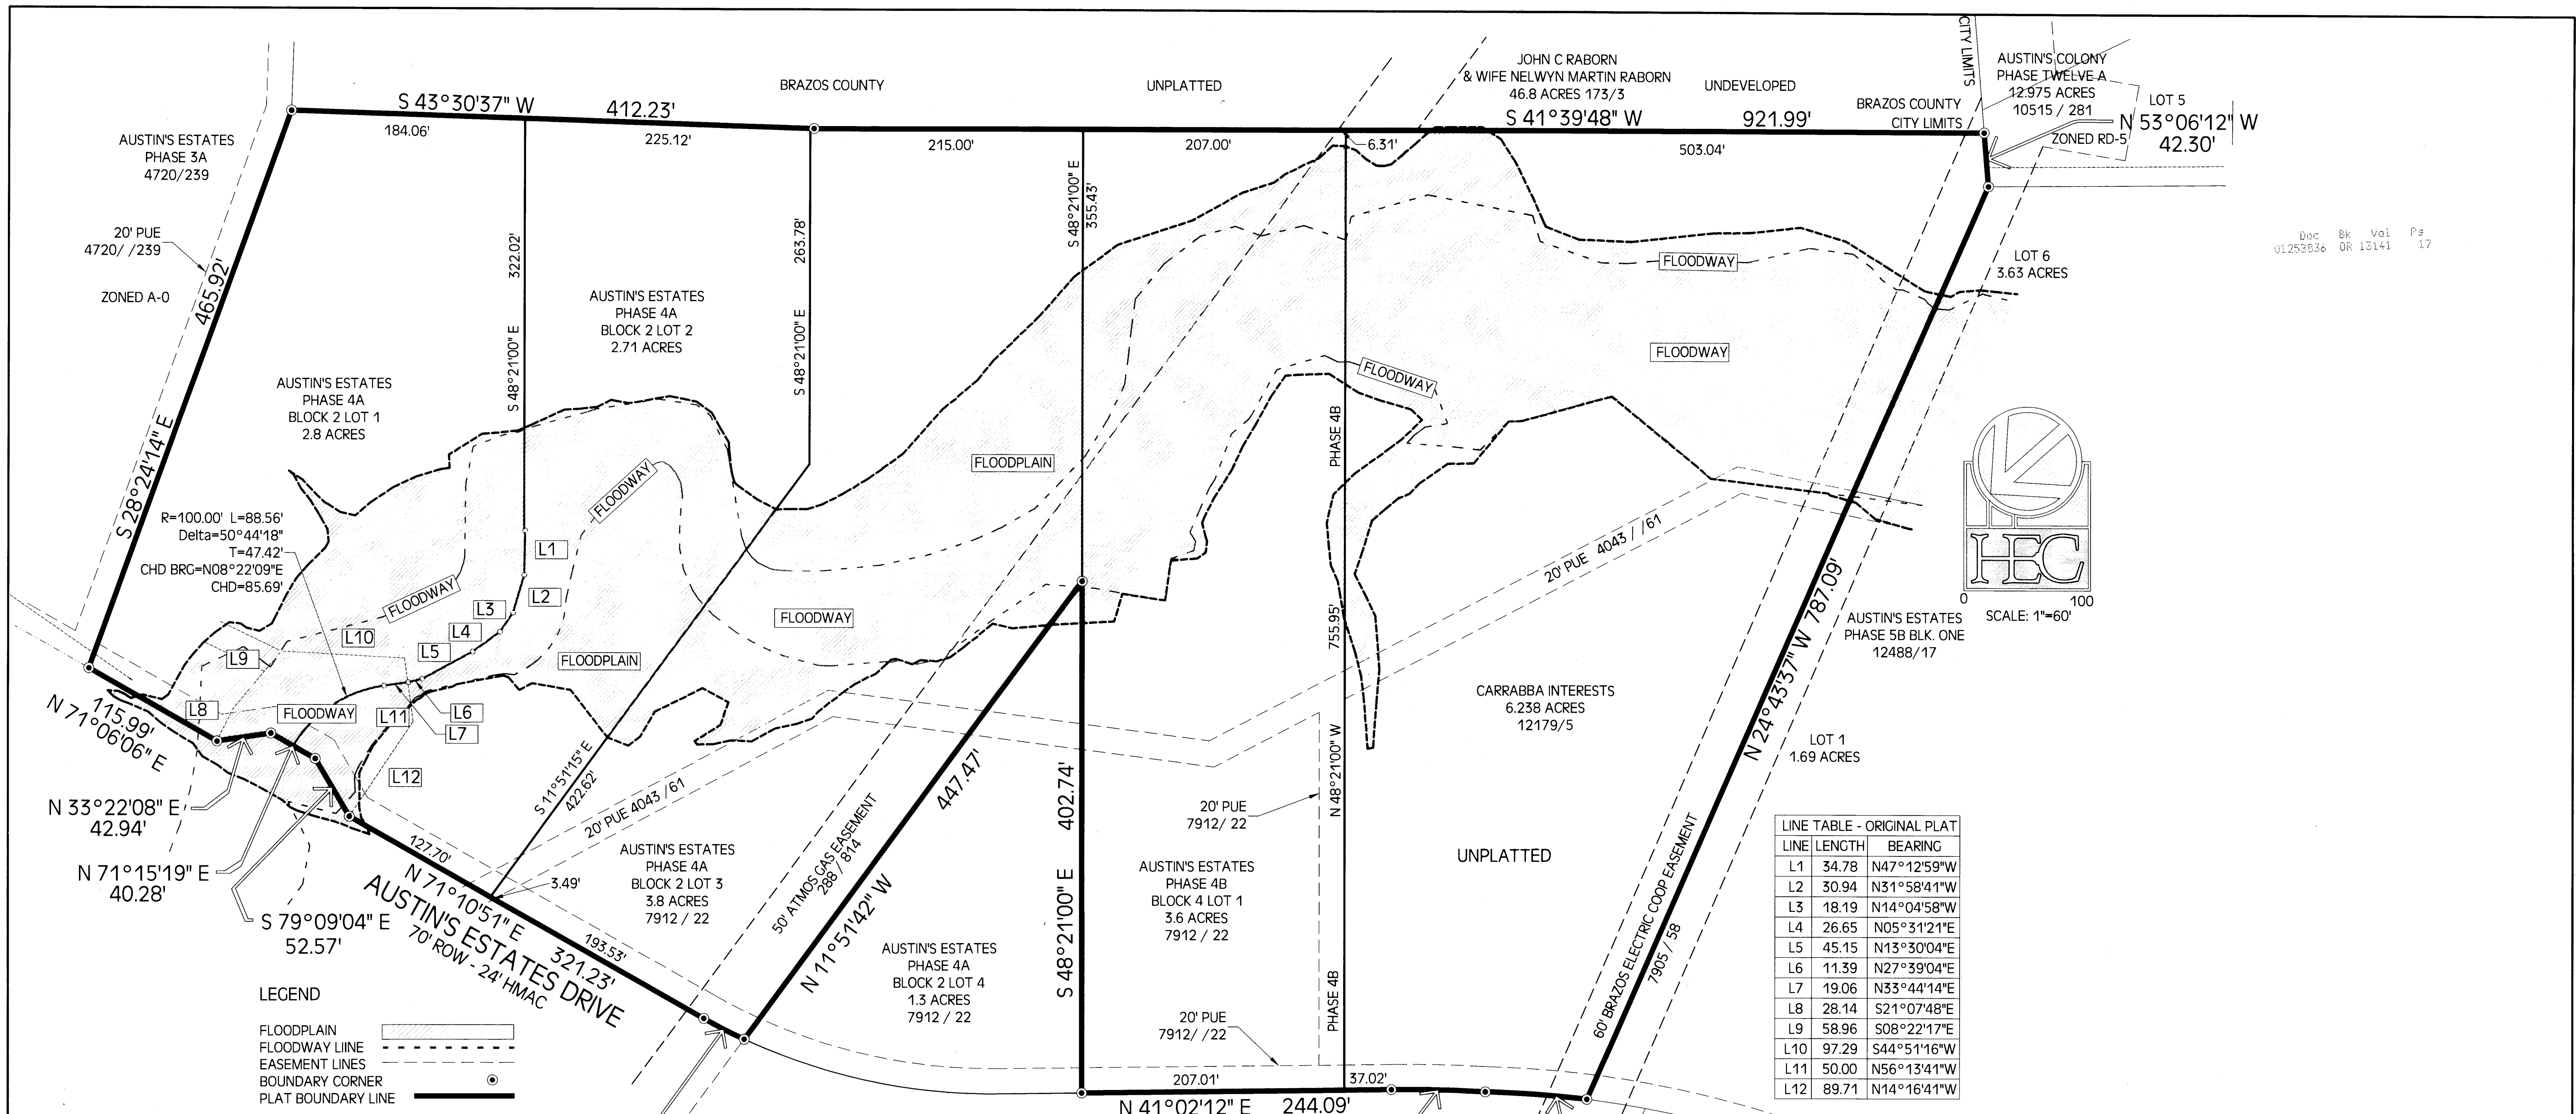 BRAZOS COUNTY
UNPLATTED
JOHN C RABORN
& WIFE NELWYN MARTIN RABORN
46.8 ACRES 173/3
UNDEVELOPED
BRAZOS COUNTY
CITY LIMITS
CITY LIMITS
AUSTIN'S COLONY
PHASE TWELVE A
12.975 ACRES
10515 / 281
LOT 5
ZONED RD-5
N 53°06'12" W
42.30'
S 43°30'37" W 412.23'
S 41°39'48" W 921.99'
184.06'
225.12'
215.00'
207.00'
6.31'
503.04'
AUSTIN'S ESTATES
PHASE 3A
4720/239
20' PUE
4720/ /239
ZONED A-0
465.92'
S 28°24'14" E
Doc Bk Vol Pg
01253836 OR 13141 17
LOT 6
3.63 ACRES
322.02'
S 48°21'00" E
263.78'
S 48°21'00" E
S 48°21'00" E
355.43'
AUSTIN'S ESTATES
PHASE 4A
BLOCK 2 LOT 2
2.71 ACRES
AUSTIN'S ESTATES
PHASE 4A
BLOCK 2 LOT 1
2.8 ACRES
FLOODWAY
FLOODWAY
FLOODWAY
FLOODPLAIN
FLOODWAY
PHASE 4B
R=100.00' L=88.56'
Delta=50°44'18"
T=47.42'
CHD BRG=N08°22'09"E
CHD=85.69'
L1
L2
L3
L4
L5
L6
L7
L8
L9
L10
L11
L12
FLOODWAY
FLOODWAY
FLOODPLAIN
FLOODWAY
20' PUE 4043 / /61
755.95'
N 48°21'00" W
N 24°43'37" W 787.09'
HEC
0 100
SCALE: 1"=60'
AUSTIN'S ESTATES
PHASE 5B BLK. ONE
12488/17
LOT 1
1.69 ACRES
CARRABBA INTERESTS
6.238 ACRES
12179/5
UNPLATTED
115.99'
N 71°06'06" E
N 33°22'08" E
42.94'
N 71°15'19" E
40.28'
S 79°09'04" E
52.57'
S 11°51'15" E
422.62'
20' PUE 4043 /61
127.70'
3.49'
193.53'
N 71°10'51" E 321.23'
AUSTIN'S ESTATES DRIVE
70' ROW - 24' HMAC
AUSTIN'S ESTATES
PHASE 4A
BLOCK 2 LOT 3
3.8 ACRES
7912 / 22
50' ATMOS GAS EASEMENT
288 / 814
447.47'
N 11°51'42" W
402.74'
S 48°21'00" E
AUSTIN'S ESTATES
PHASE 4A
BLOCK 2 LOT 4
1.3 ACRES
7912 / 22
20' PUE
7912/ 22
AUSTIN'S ESTATES
PHASE 4B
BLOCK 4 LOT 1
3.6 ACRES
7912 / 22
20' PUE
7912/ /22
PHASE 4B
60' BRAZOS ELECTRIC COOP EASEMENT
7905 / 58
207.01'
37.02'
N 41°02'12" E 244.09'
LEGEND
FLOODPLAIN
FLOODWAY LIINE
EASEMENT LINES
BOUNDARY CORNER
PLAT BOUNDARY LINE
LINE TABLE - ORIGINAL PLAT
LINE LENGTH BEARING
L1 34.78 N47°12'59"W
L2 30.94 N31°58'41"W
L3 18.19 N14°04'58"W
L4 26.65 N05°31'21"E
L5 45.15 N13°30'04"E
L6 11.39 N27°39'04"E
L7 19.06 N33°44'14"E
L8 28.14 S21°07'48"E
L9 58.96 S08°22'17"E
L10 97.29 S44°51'16"W
L11 50.00 N56°13'41"W
L12 89.71 N14°16'41"W